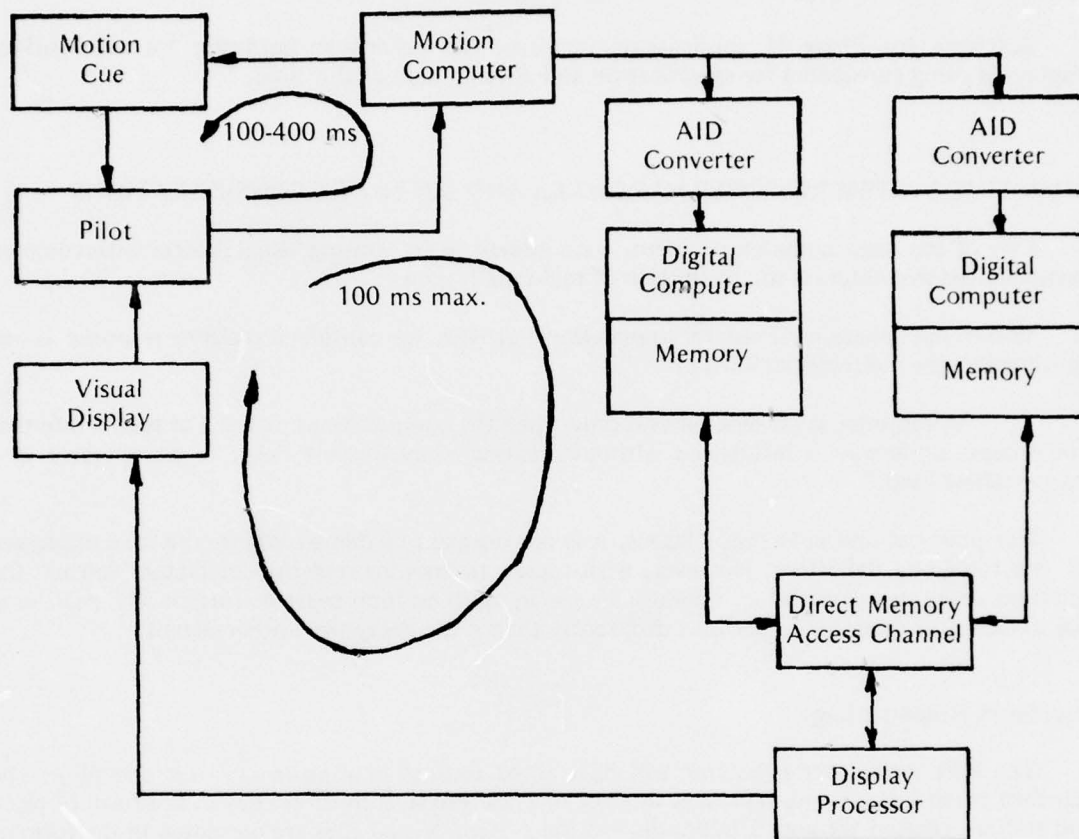 Motion
Cue
Motion
Computer
100-400 ms
AID
Converter
AID
Converter
Pilot
100 ms max.
Digital
Computer
Memory
Digital
Computer
Memory
Visual
Display
Direct Memory
Access Channel
Display
Processor